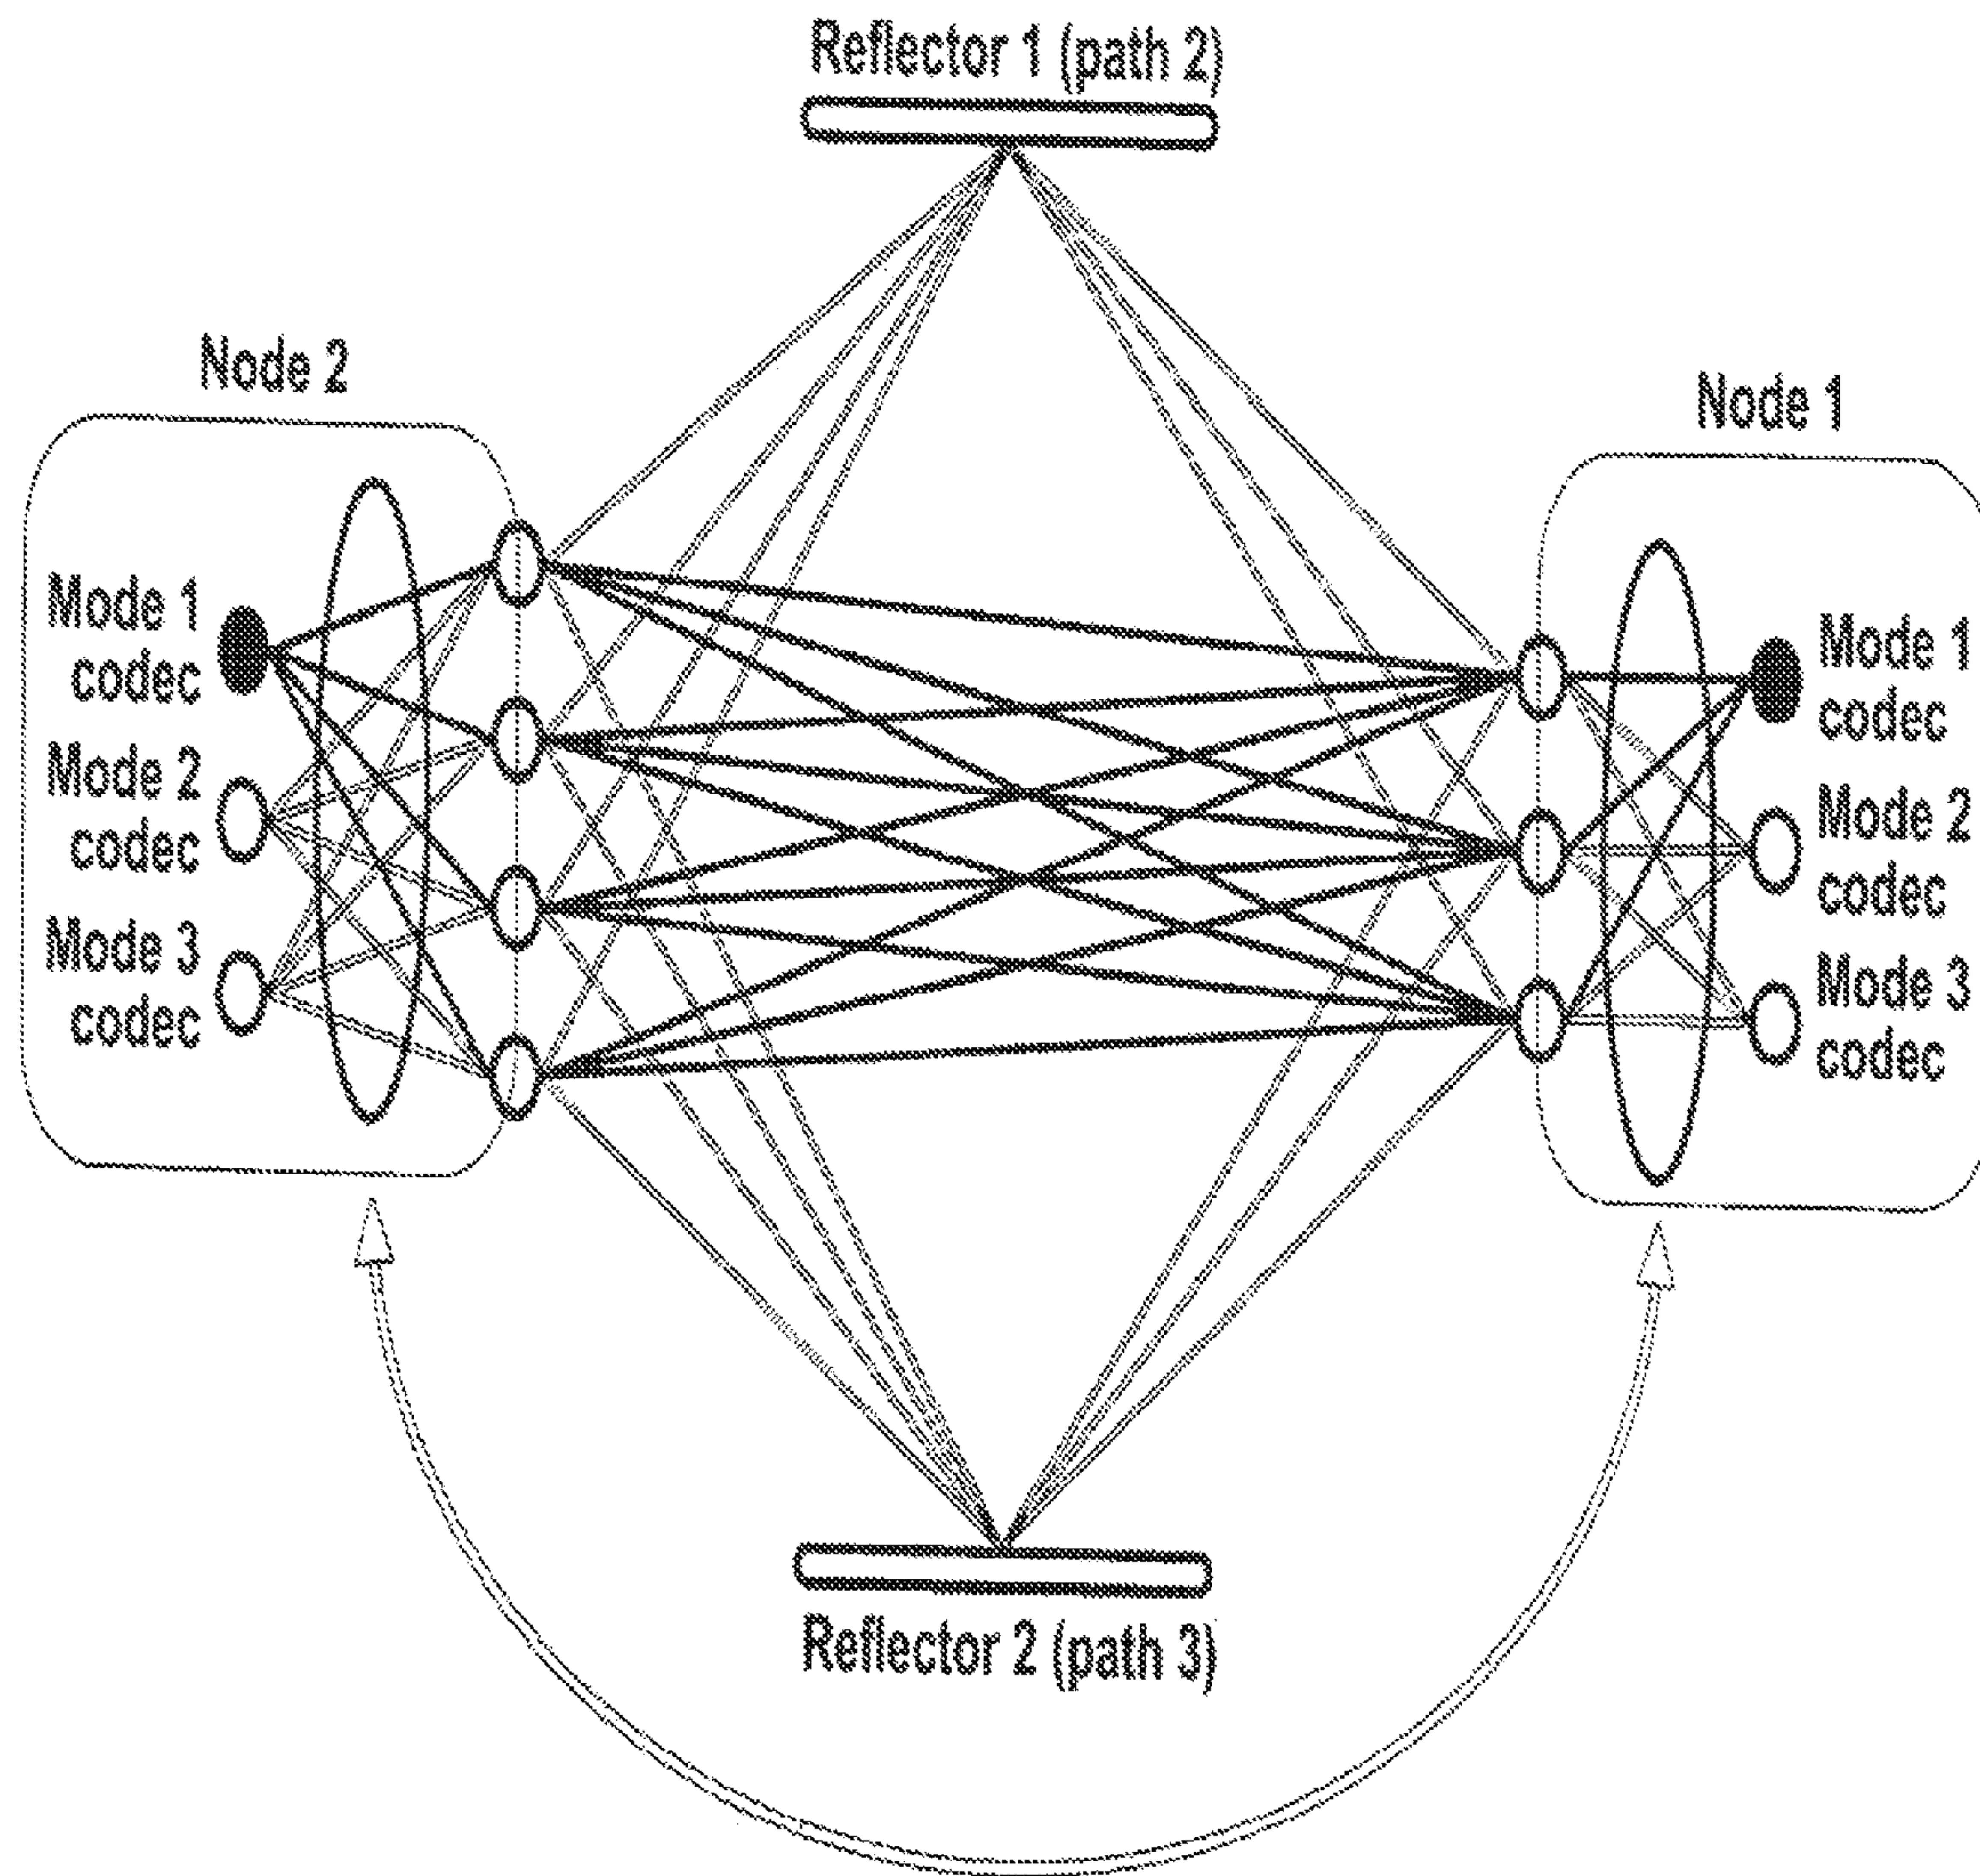 Reflector 1 (path 2)
Node 2
Node 1
Mode 1
codec
Mode 2
codec
Mode 3
codec
Mode 1
codec
Mode 2
codec
Mode 3
codec
Reflector 2 (path 3)